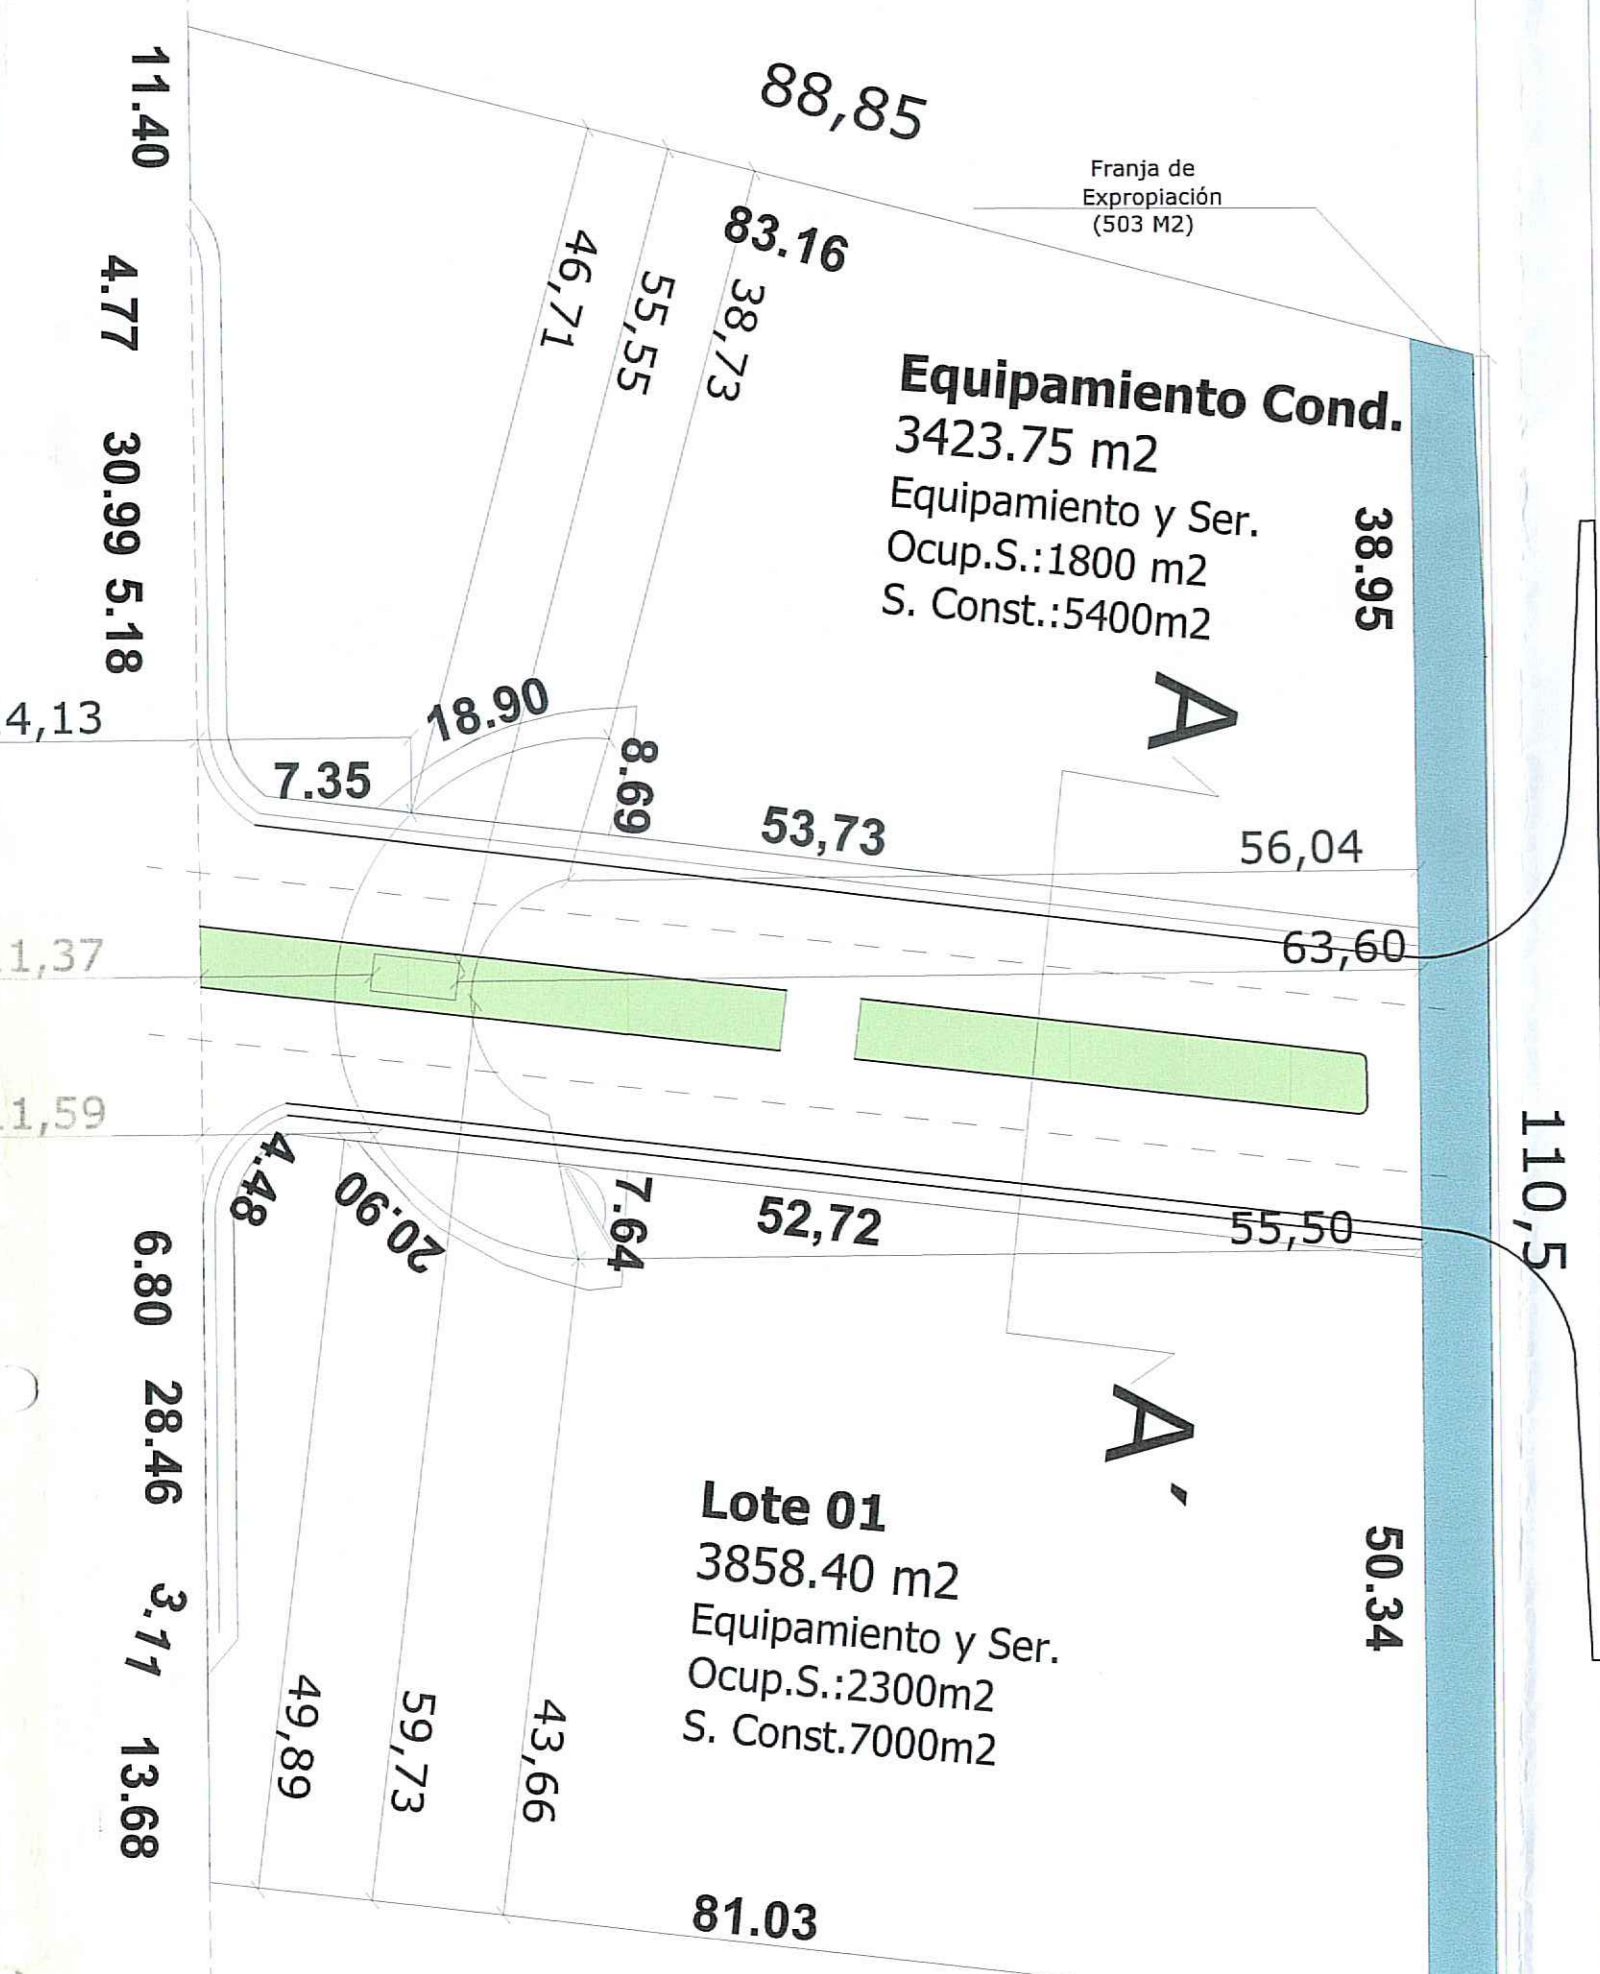 88,85
11.40
Franja de
Expropiación
(503 M2)
83.16
46,71
55,55
38,73
4.77
Equipamiento Cond.
3423.75 m2
Equipamiento y Ser.
Ocup.S.:1800 m2
S. Const.:5400m2
30.99
38.95
5.18
A
4,13
18.90
7.35
8.69
53,73
56,04
63,60
1,37
1,59
4.48
20.90
7.64
52,72
55,50
110,5
6.80
28.46
A´
Lote 01
3858.40 m2
Equipamiento y Ser.
Ocup.S.:2300m2
S. Const.7000m2
50.34
3.11
49,89
59,73
43,66
13.68
81.03